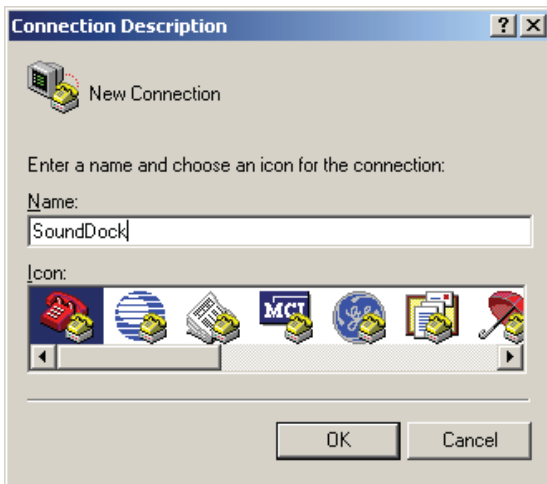 Connection Description
New Connection
Enter a name and choose an icon for the connection:
Name:
SoundDock
Icon:
MCI
OK Cancel